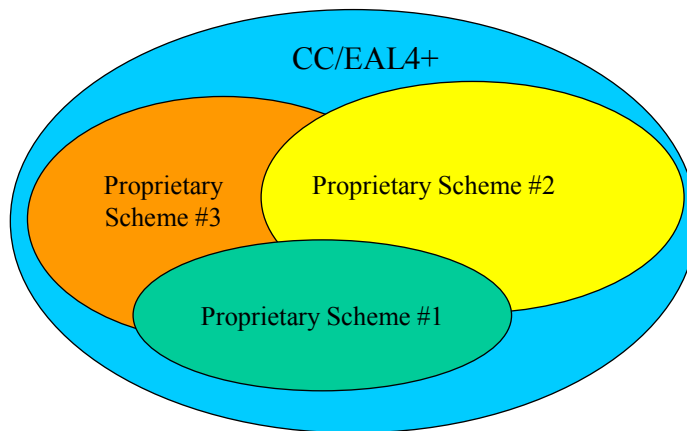 CC/EAL4+
Proprietary
Scheme #3
Proprietary Scheme #2
Proprietary Scheme #1